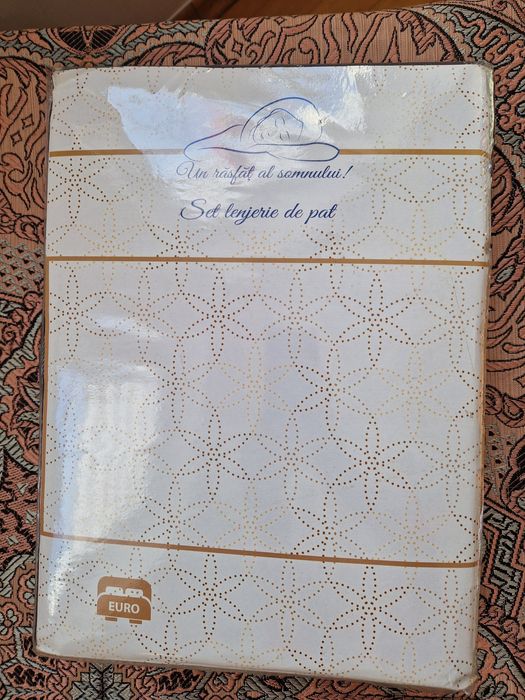 Un răsfăț al somnului!
Set lenjerie de pat
EURO